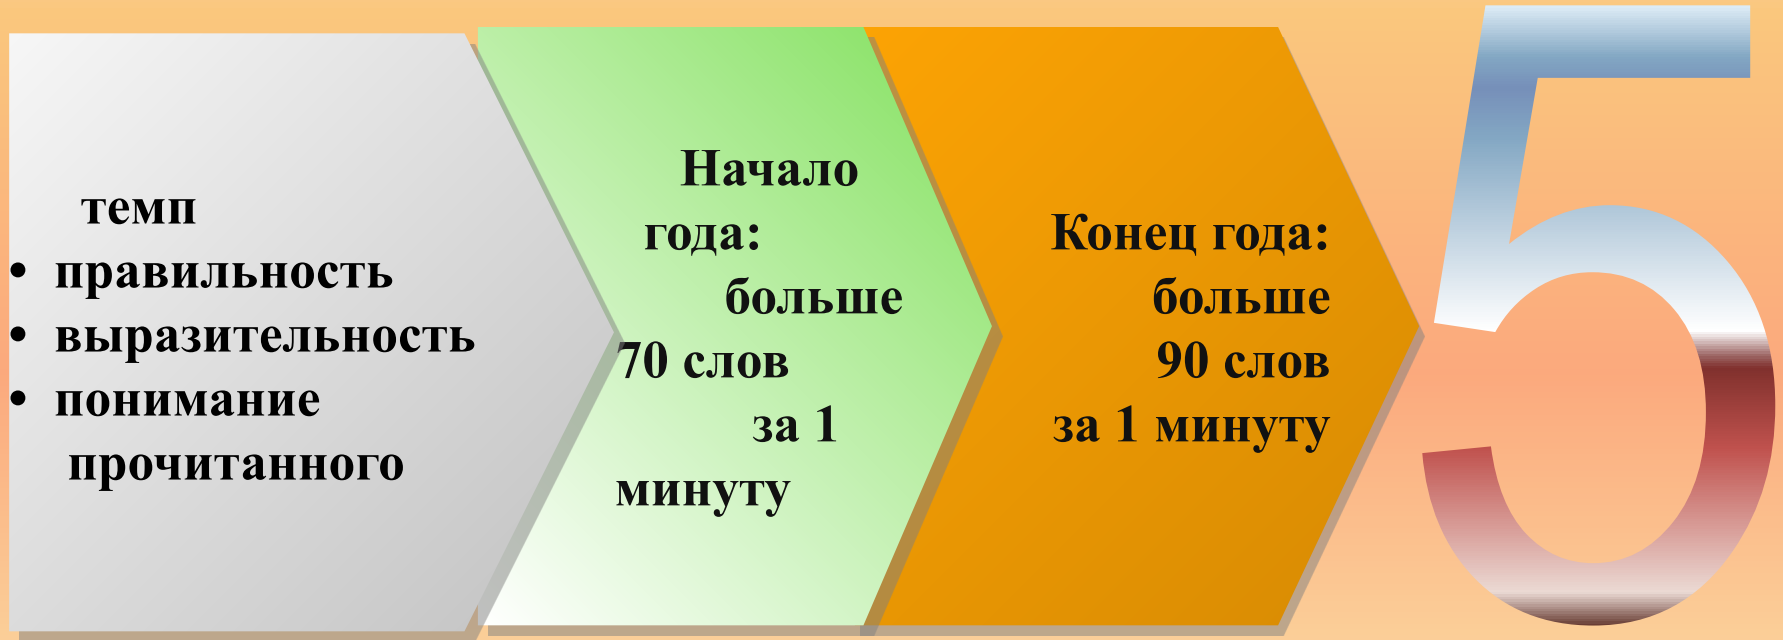 темп
• правильность
• выразительность
• понимание
прочитанного
Начало
года:
больше
70 слов
за 1
минуту
Конец года:
больше
90 слов
за 1 минуту
5